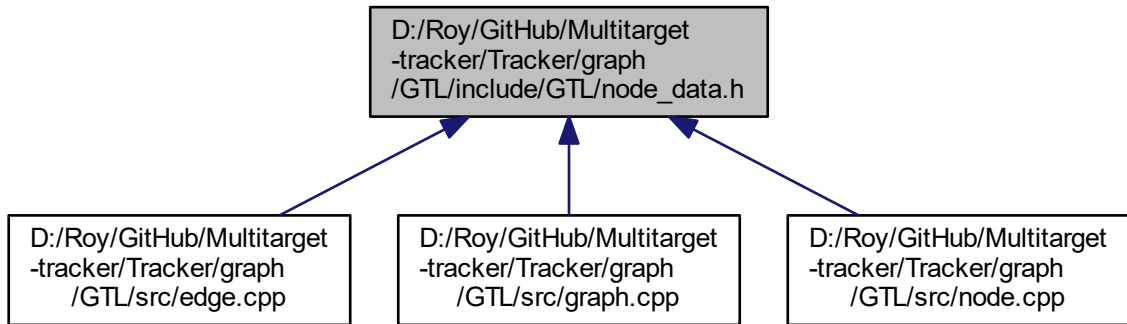 D:/Roy/GitHub/Multitarget
-tracker/Tracker/graph
/GTL/include/GTL/node_data.h
D:/Roy/GitHub/Multitarget
-tracker/Tracker/graph
/GTL/src/edge.cpp
D:/Roy/GitHub/Multitarget
-tracker/Tracker/graph
/GTL/src/graph.cpp
D:/Roy/GitHub/Multitarget
-tracker/Tracker/graph
/GTL/src/node.cpp